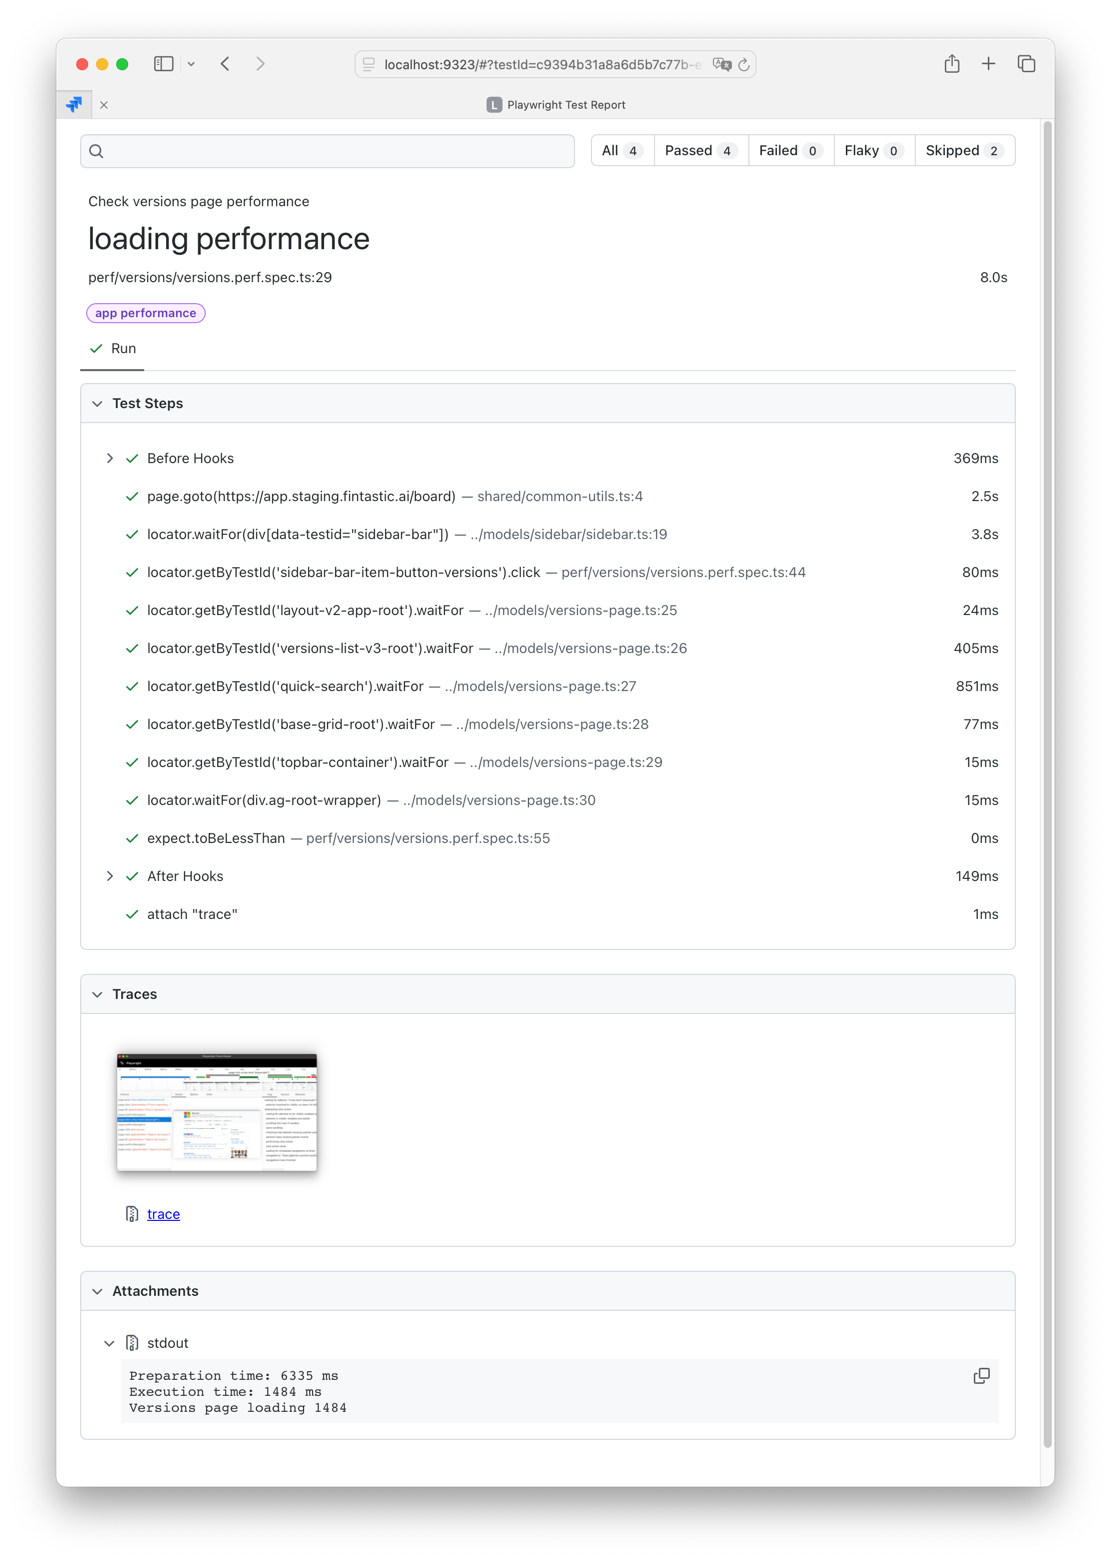 localhost:9323/#?testId=c9394b31a8a6d5b7c77b-e
L Playwright Test Report
All 4 Passed 4 Failed 0 Flaky 0 Skipped 2
Check versions page performance
loading performance
perf/versions/versions.perf.spec.ts:29 8.0s
app performance
Run
Test Steps
Before Hooks 369ms
page.goto(https://app.staging.fintastic.ai/board) — shared/common-utils.ts:4 2.5s
locator.waitFor(div[data-testid="sidebar-bar"]) — ../models/sidebar/sidebar.ts:19 3.8s
locator.getByTestId('sidebar-bar-item-button-versions').click — perf/versions/versions.perf.spec.ts:44 80ms
locator.getByTestId('layout-v2-app-root').waitFor — ../models/versions-page.ts:25 24ms
locator.getByTestId('versions-list-v3-root').waitFor — ../models/versions-page.ts:26 405ms
locator.getByTestId('quick-search').waitFor — ../models/versions-page.ts:27 851ms
locator.getByTestId('base-grid-root').waitFor — ../models/versions-page.ts:28 77ms
locator.getByTestId('topbar-container').waitFor — ../models/versions-page.ts:29 15ms
locator.waitFor(div.ag-root-wrapper) — ../models/versions-page.ts:30 15ms
expect.toBeLessThan — perf/versions/versions.perf.spec.ts:55 0ms
After Hooks 149ms
attach "trace" 1ms
Traces
trace
Attachments
stdout
Preparation time: 6335 ms
Execution time: 1484 ms
Versions page loading 1484